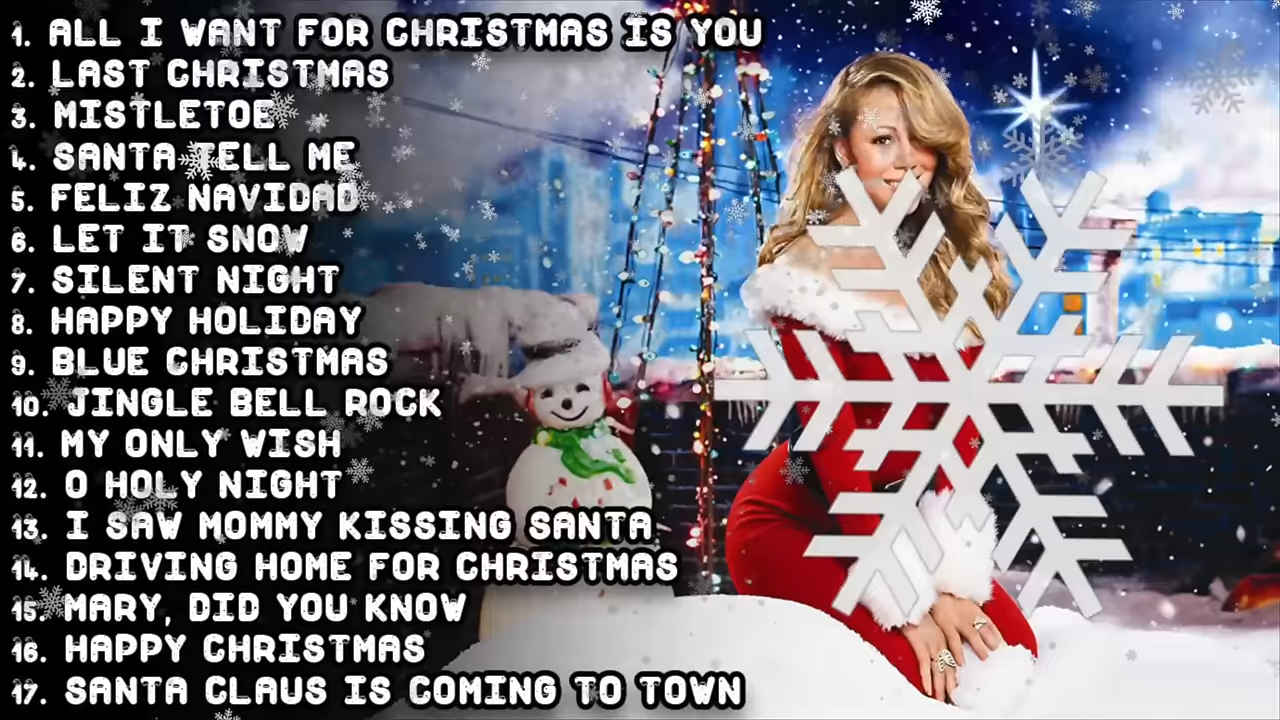 1. ALL I WANT FOR CHRISTMAS IS YOU
2. LAST CHRISTMAS
3. MISTLETOE
4. SANTA TELL ME
5. FELIZ NAVIDAD
6. LET IT SNOW
7. SILENT NIGHT
8. HAPPY HOLIDAY
9. BLUE CHRISTMAS
10. JINGLE BELL ROCK
11. MY ONLY WISH
12. O HOLY NIGHT
13. I SAW MOMMY KISSING SANTA
14. DRIVING HOME FOR CHRISTMAS
15. MARY, DID YOU KNOW
16. HAPPY CHRISTMAS
17. SANTA CLAUS IS COMING TO TOWN